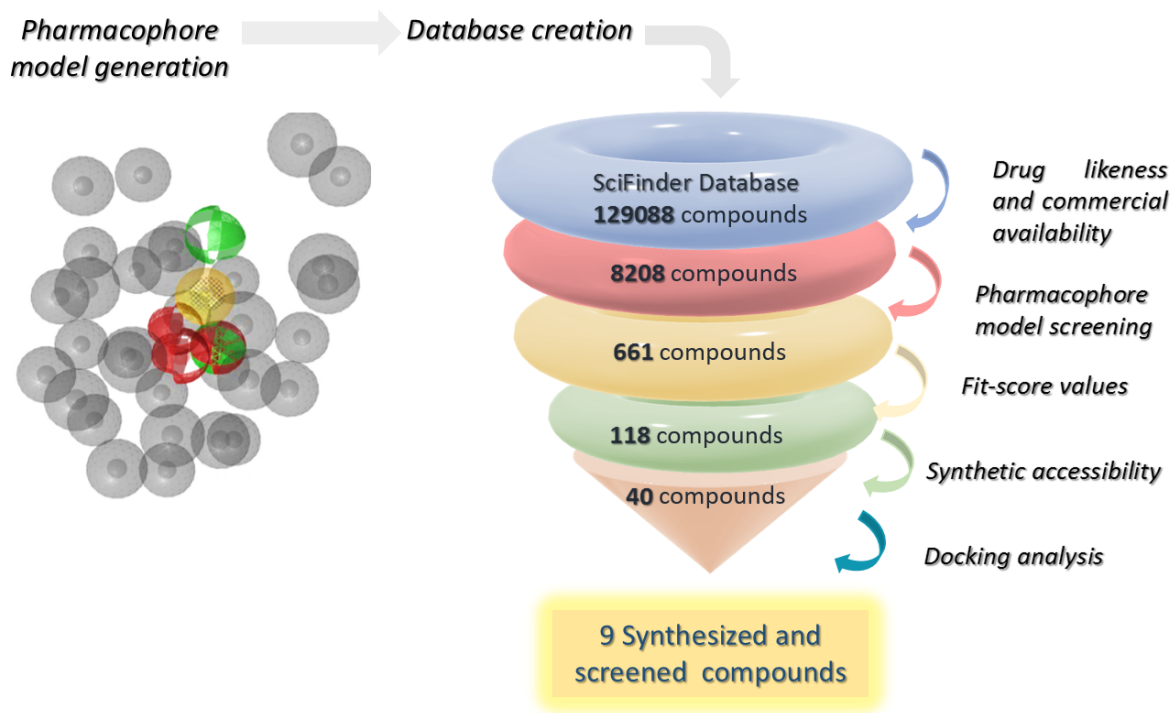 Pharmacophore
model generation
Database creation
SciFinder Database
129088 compounds
8208 compounds
661 compounds
118 compounds
40 compounds
Drug likeness
and commercial
availability
Pharmacophore
model screening
Fit-score values
Synthetic accessibility
Docking analysis
9 Synthesized and
screened compounds